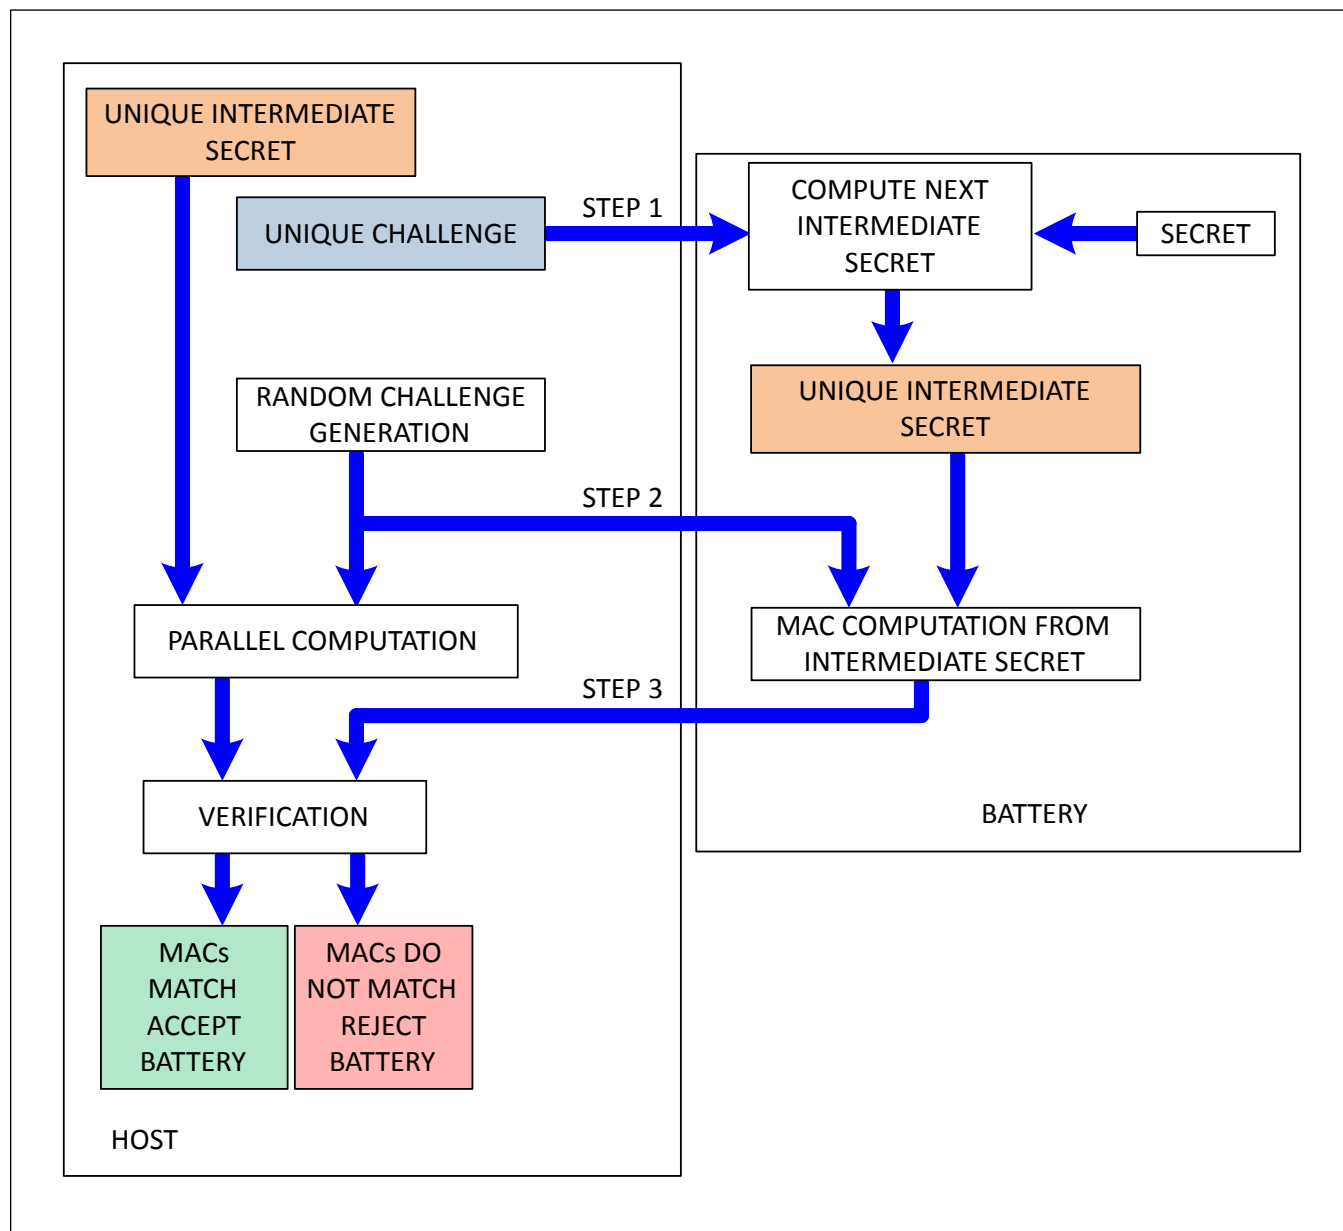 UNIQUE INTERMEDIATE
SECRET
UNIQUE CHALLENGE
STEP 1
COMPUTE NEXT
INTERMEDIATE
SECRET
SECRET
RANDOM CHALLENGE
GENERATION
UNIQUE INTERMEDIATE
SECRET
STEP 2
PARALLEL COMPUTATION
MAC COMPUTATION FROM
INTERMEDIATE SECRET
STEP 3
VERIFICATION
BATTERY
MACs
MATCH
ACCEPT
BATTERY
MACs DO
NOT MATCH
REJECT
BATTERY
HOST